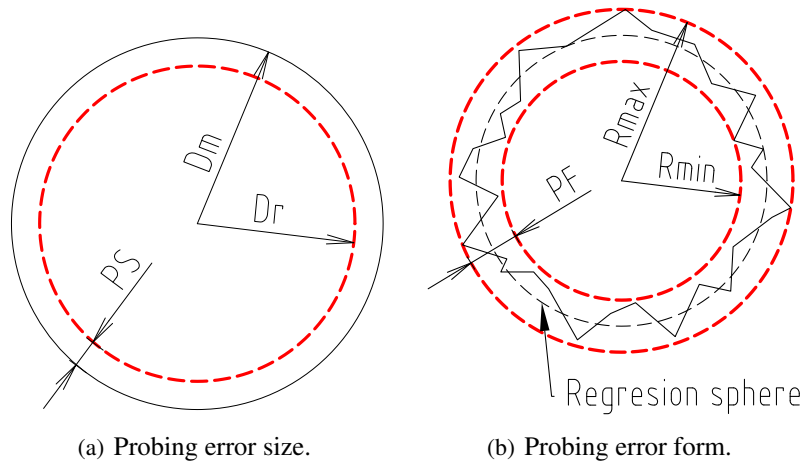 Dm
Dr
PS
(a) Probing error size.
Rmax
Rmin
PF
Regresion sphere
(b) Probing error form.